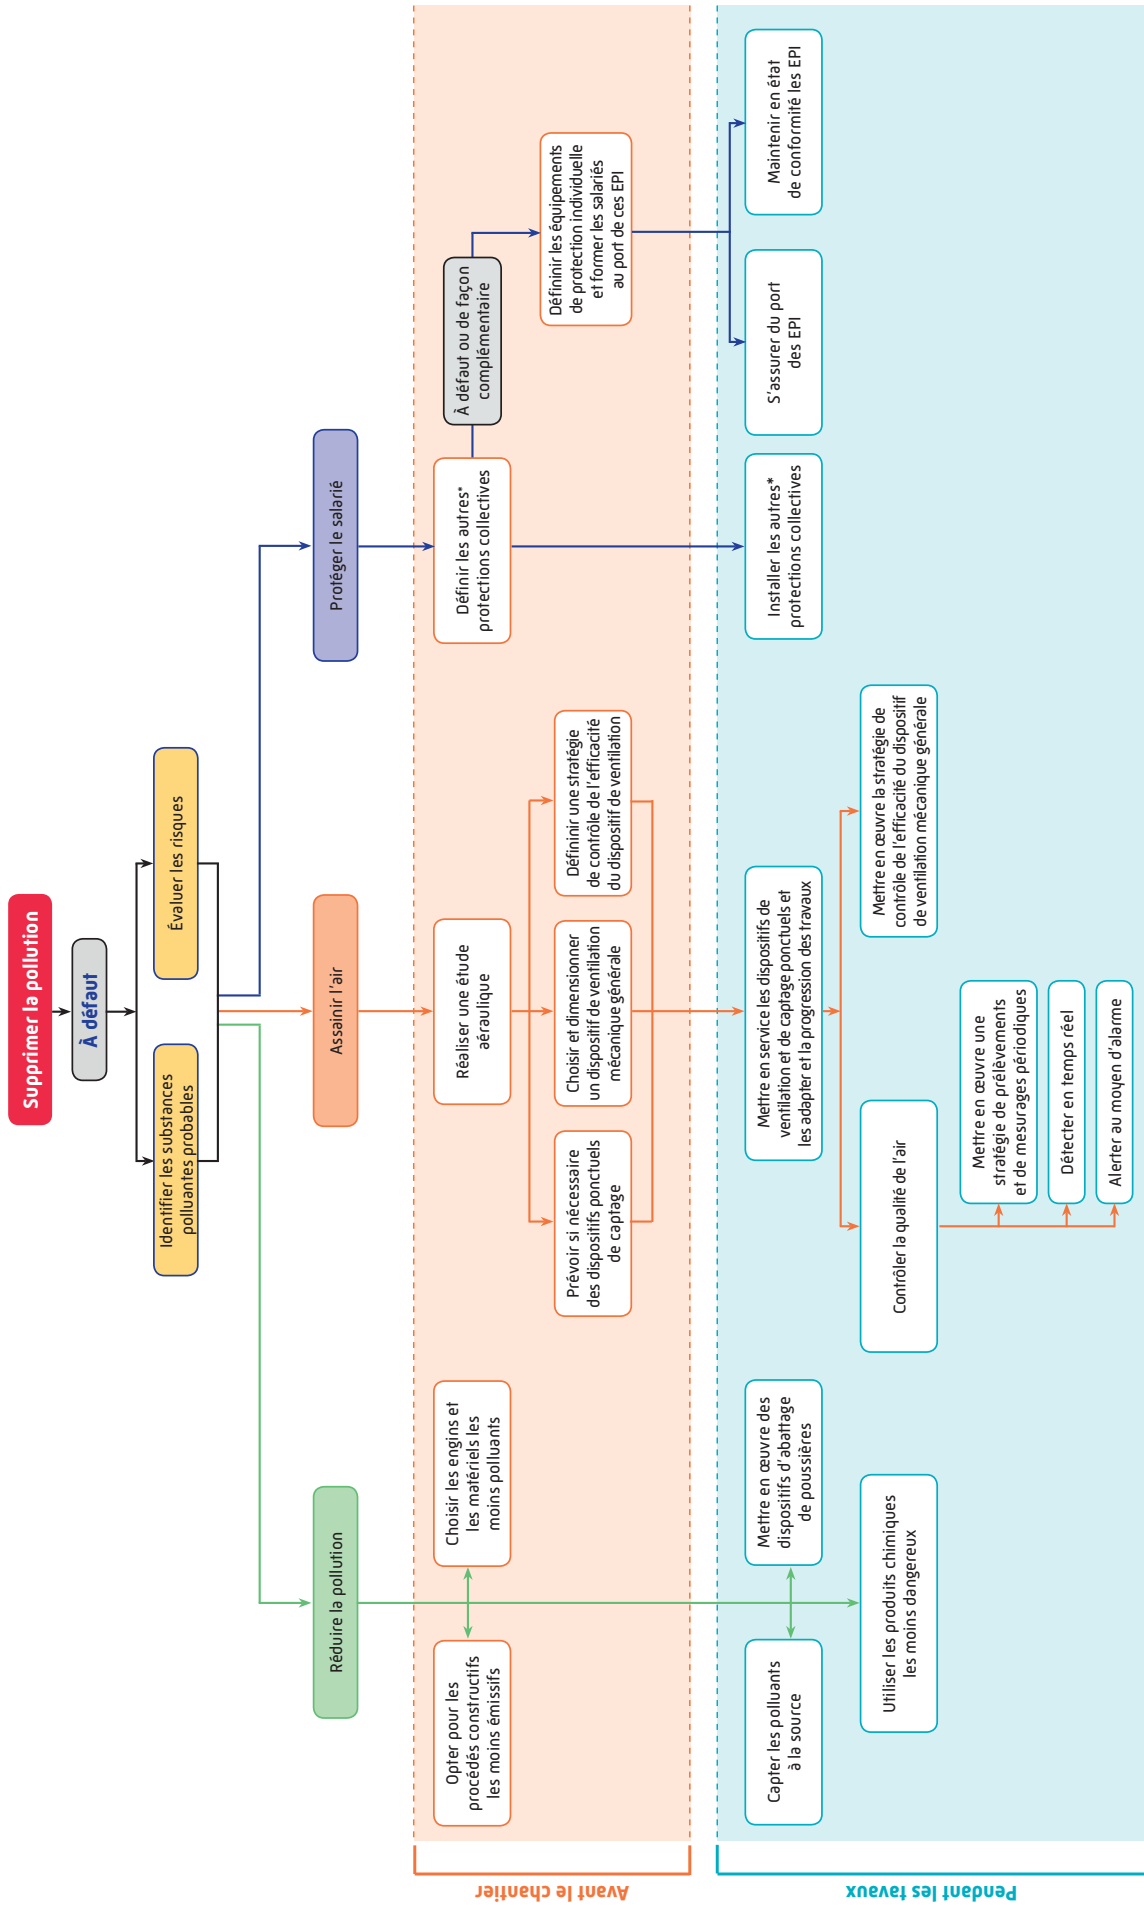 Supprimer la pollution
À défaut
Identifier les substances
polluantes probables
Évaluer les risques
Réduire la pollution
Assainir l'air
Protéger le salarié
Avant le chantier
Opter pour les
procédés constructifs
les moins émissifs
Choisir les engins et
les matériels les
moins polluants
Réaliser une étude
aéraulique
Prévoir si nécessaire
des dispositifs ponctuels
de captage
Choisir et dimensionner
un dispositif de ventilation
mécanique générale
Défininir une stratégie
de contrôle de l'efficacité
du dispositif de ventilation
Définir les autres*
protections collectives
À défaut ou de façon
complémentaire
Défininir les équipements
de protection individuelle
et former les salariés
au port de ces EPI
Pendant les tavaux
Capter les polluants
à la source
Mettre en œuvre des
dispositifs d'abattage
de poussières
Utiliser les produits chimiques
les moins dangereux
Mettre en service les dispositifs de
ventilation et de captage ponctuels et
les adapter et la progression des travaux
Contrôler la qualité de l'air
Mettre en œuvre une
stratégie de prélèvements
et de mesurages périodiques
Détecter en temps réel
Alerter au moyen d'alarme
Mettre en œuvre la stratégie de
contrôle de l'efficacité du dispositif
de ventilation mécanique générale
Installer les autres*
protections collectives
S'assurer du port
des EPI
Maintenir en état
de conformité les EPI